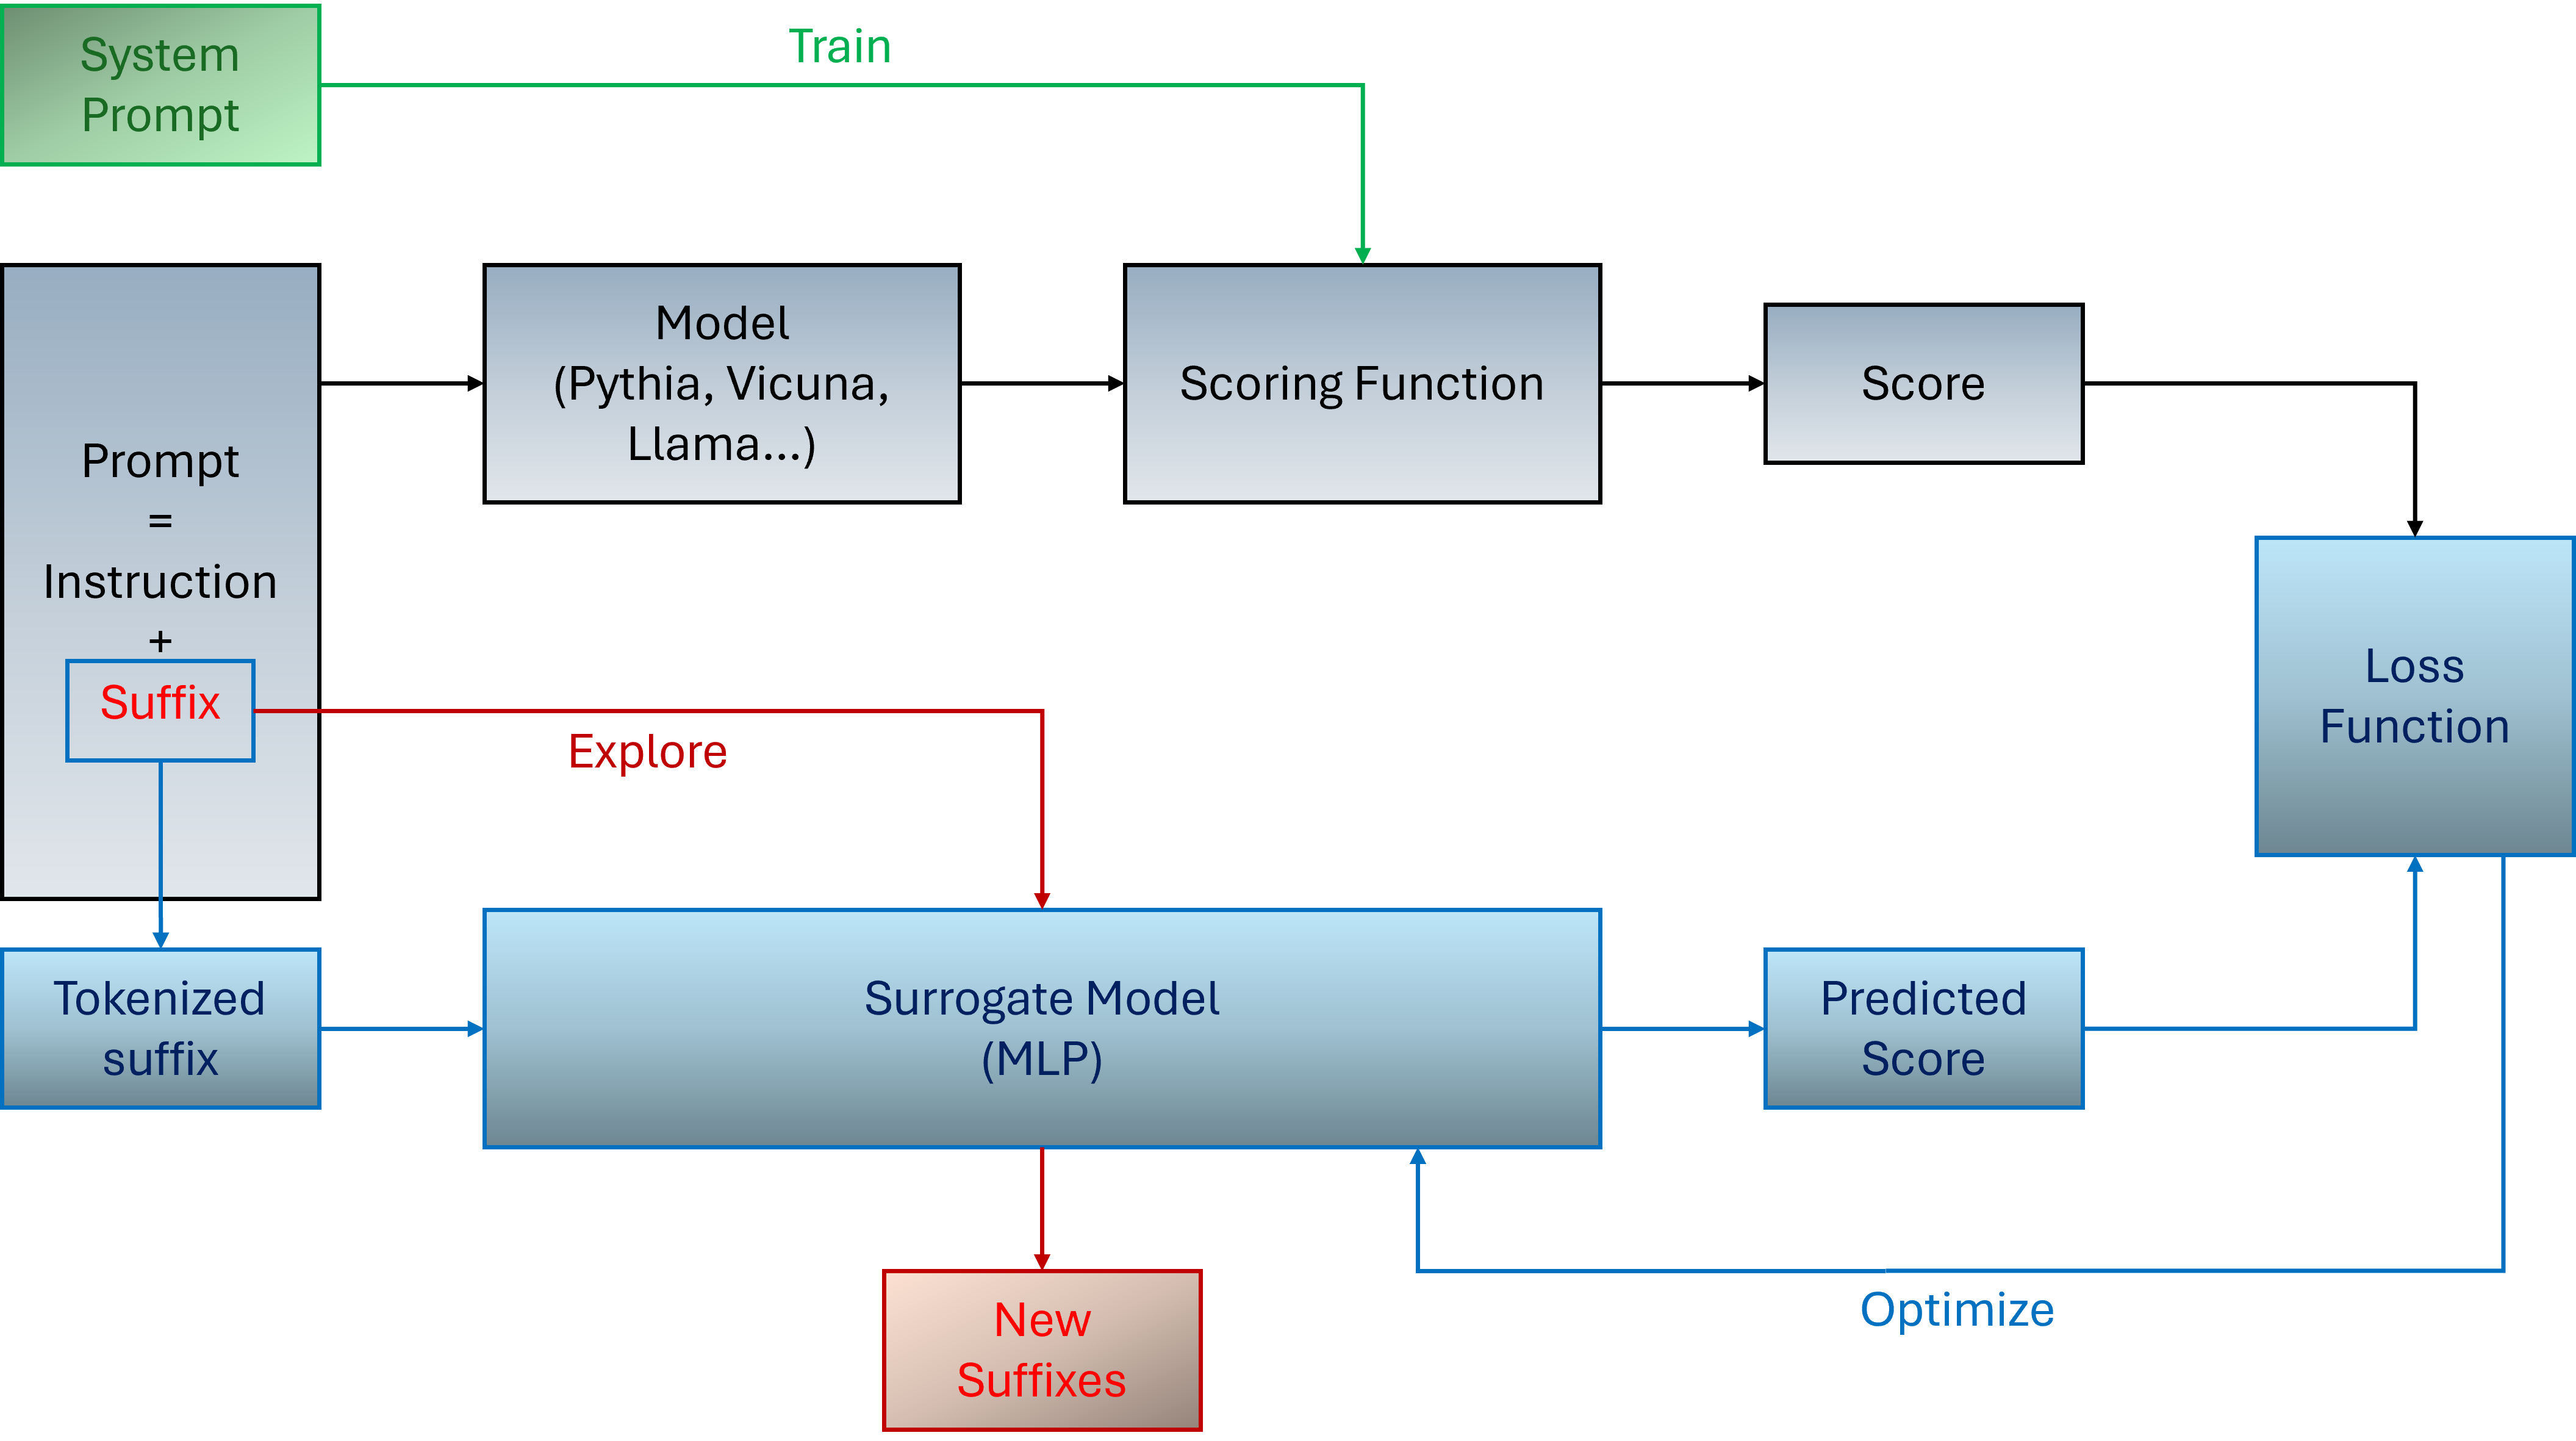 System
Prompt
Train
Prompt
=
Instruction
+
Suffix
Model
(Pythia, Vicuna,
Llama...)
Scoring Function
Score
Loss
Function
Explore
Tokenized
suffix
Surrogate Model
(MLP)
Predicted
Score
New
Suffixes
Optimize